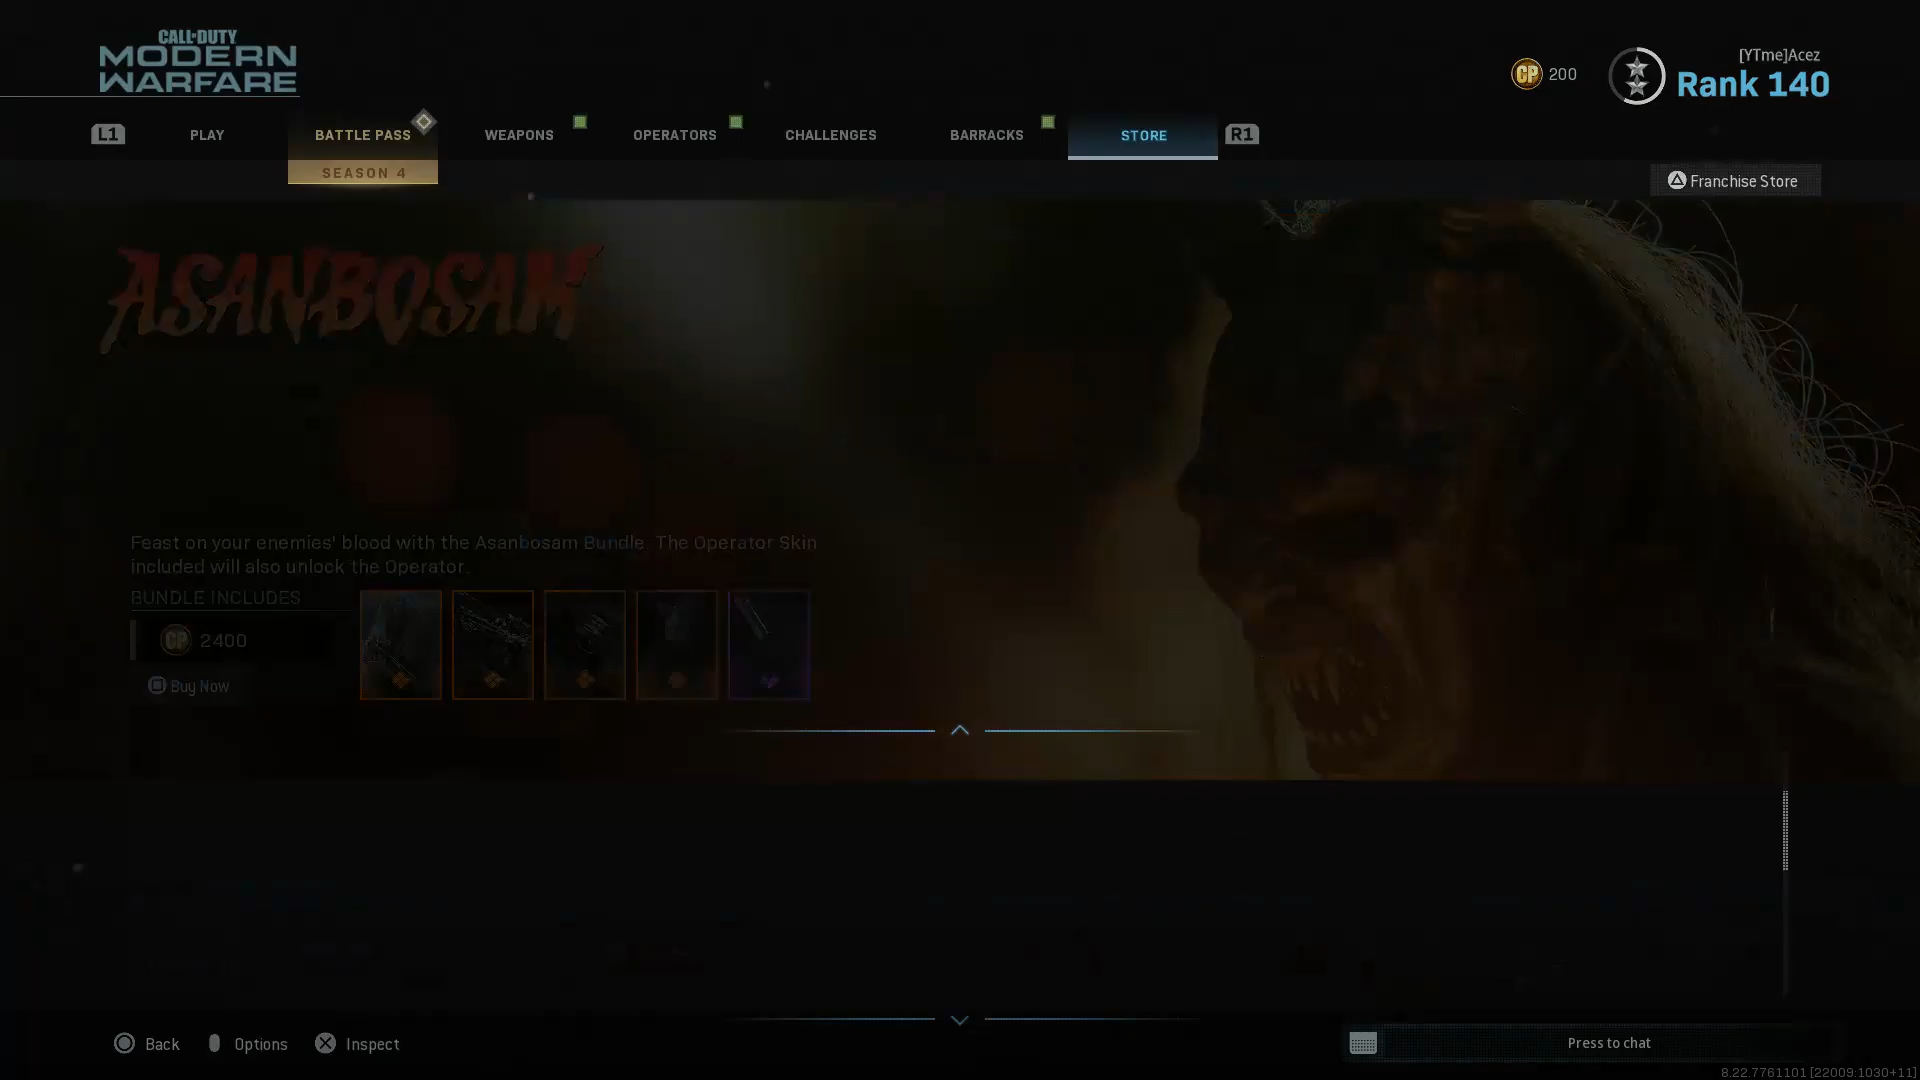 CALL OF DUTY
MODERN
WARFARE
CP 200
[YTme]Acez
Rank 140
L1
PLAY
BATTLE PASS
WEAPONS
OPERATORS
CHALLENGES
BARRACKS
STORE
R1
SEASON 4
Franchise Store
ASANBOSAM
Feast on your enemies' blood with the Asanbosam Bundle. The Operator Skin
included will also unlock the Operator.
BUNDLE INCLUDES
CP 2400
Buy Now
Back
Options
Inspect
Press to chat
8.22.7761101 [22009:1030+11]